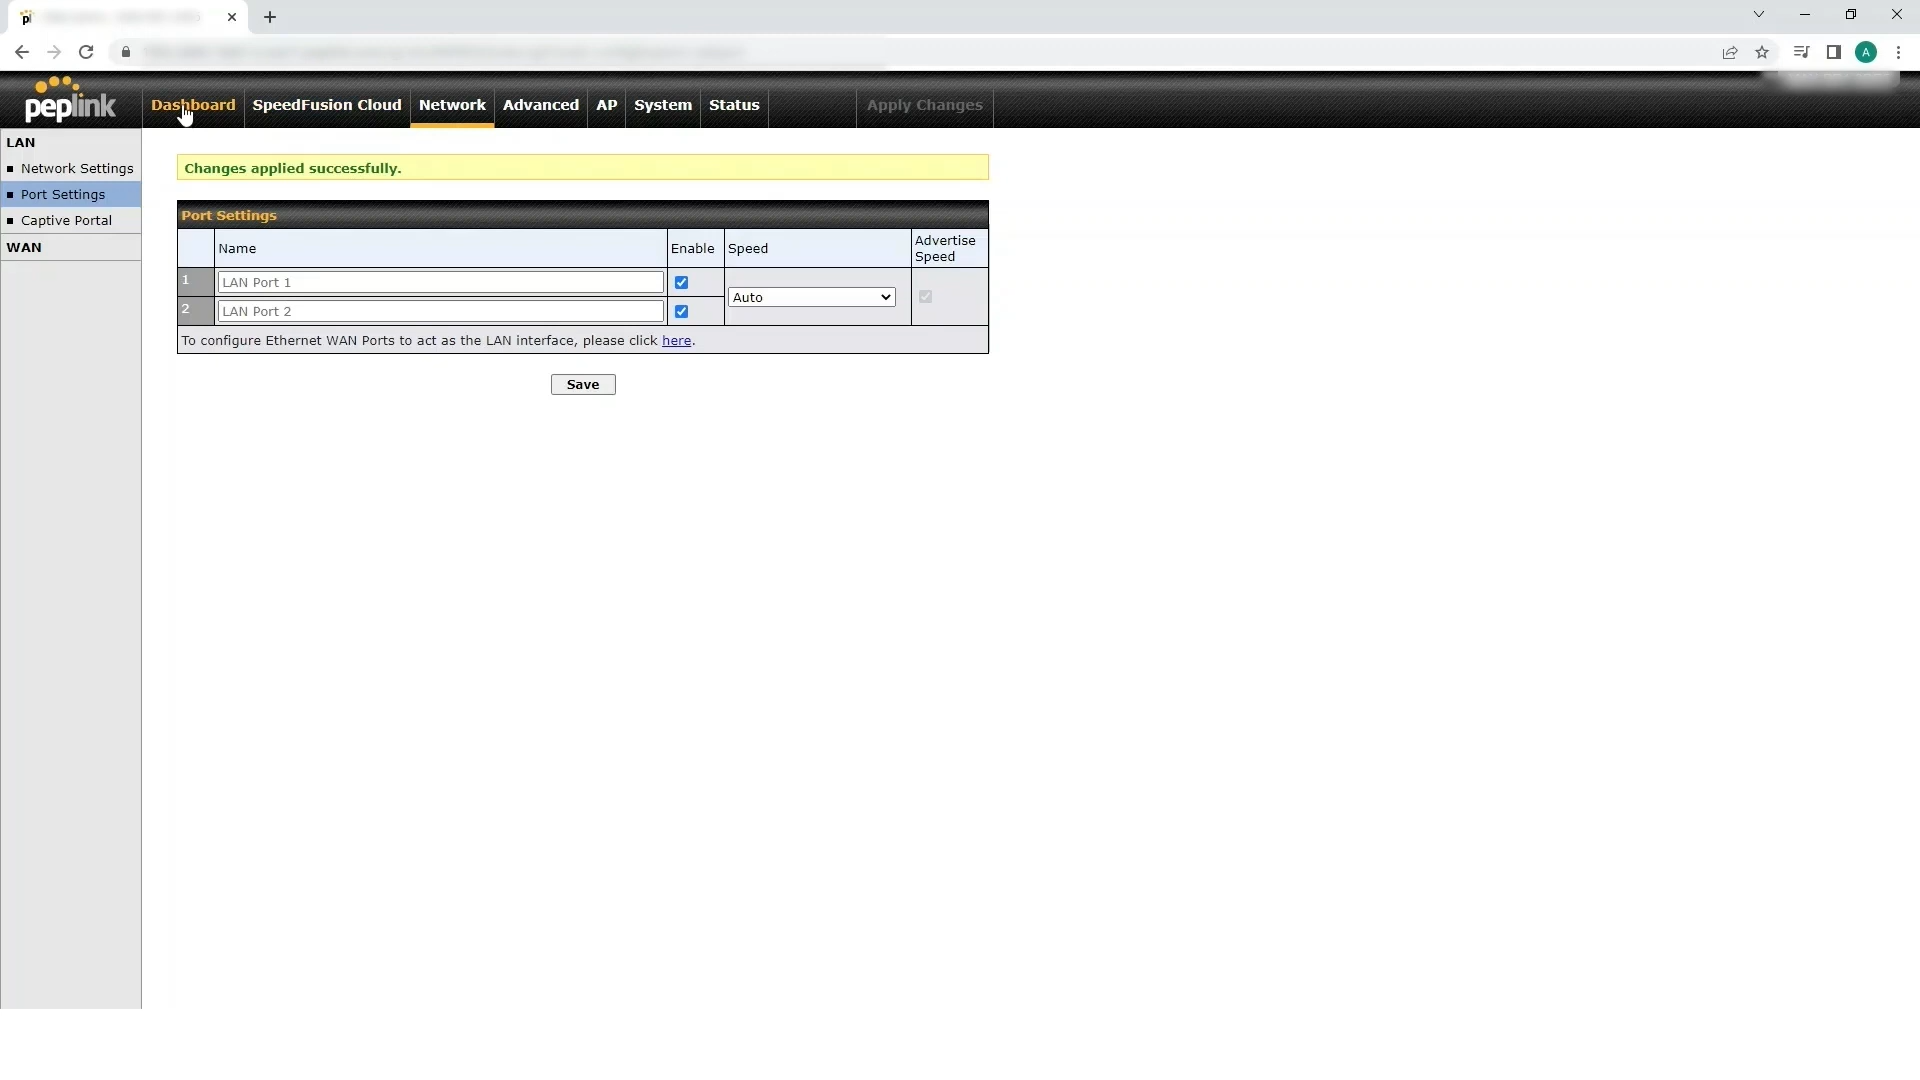 A
peplink
Dashboard SpeedFusion Cloud Network Advanced AP System Status Apply Changes
LAN
Network Settings
Port Settings
Captive Portal
WAN
Changes applied successfully.
Port Settings
Name Enable Speed Advertise Speed
1 LAN Port 1
Auto
2 LAN Port 2
To configure Ethernet WAN Ports to act as the LAN interface, please click here.
Save